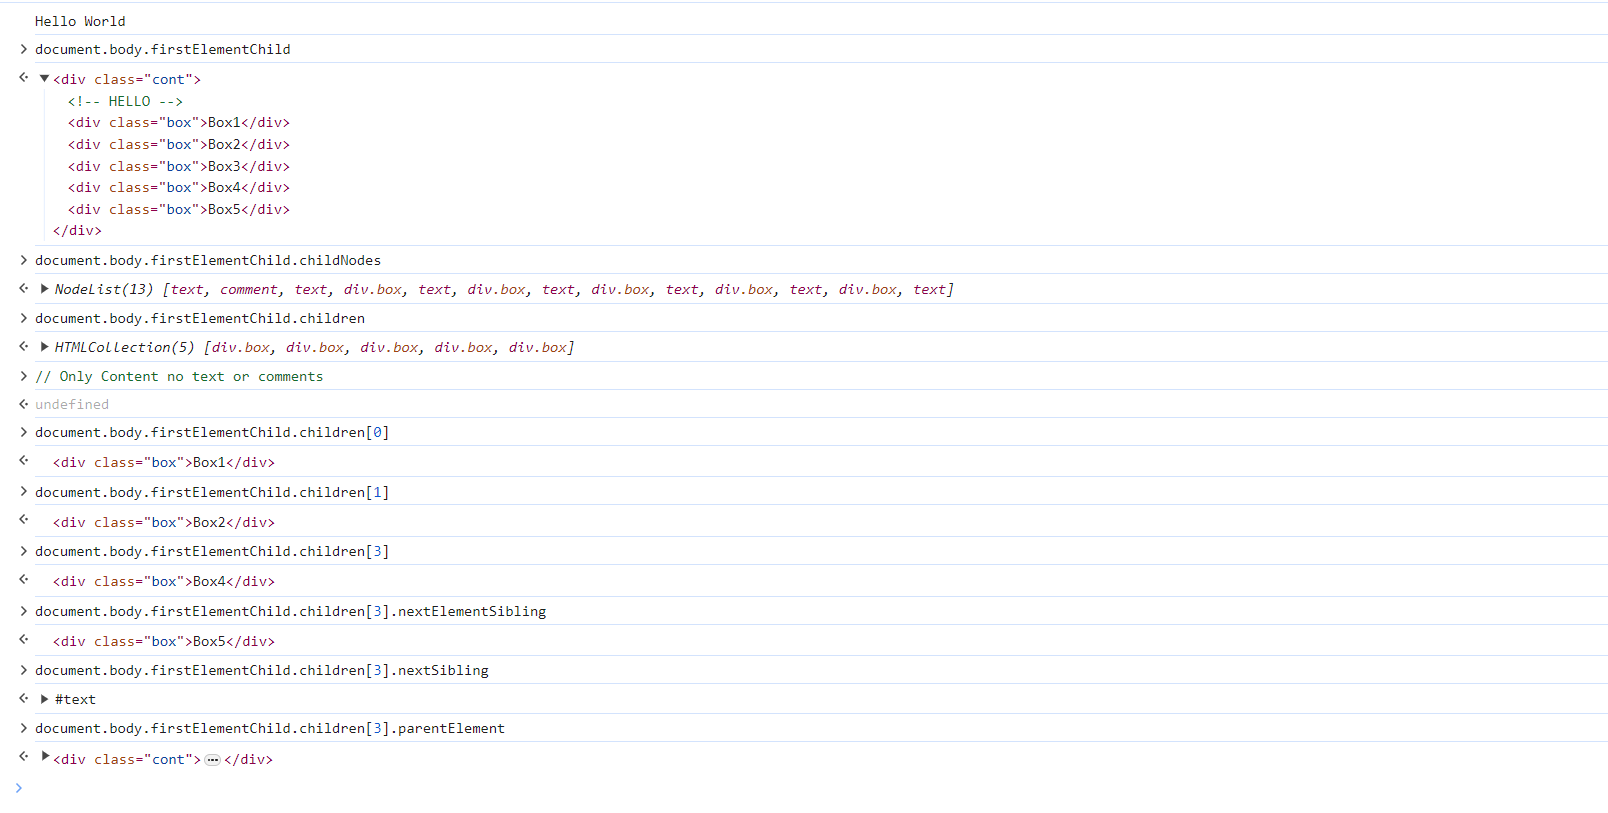 Hello World
document.body.firstElementChild
<div class="cont">
<!-- HELLO -->
<div class="box">Box1</div>
<div class="box">Box2</div>
<div class="box">Box3</div>
<div class="box">Box4</div>
<div class="box">Box5</div>
</div>
document.body.firstElementChild.childNodes
NodeList(13) [text, comment, text, div.box, text, div.box, text, div.box, text, div.box, text, div.box, text]
document.body.firstElementChild.children
HTMLCollection(5) [div.box, div.box, div.box, div.box, div.box]
// Only Content no text or comments
undefined
document.body.firstElementChild.children[0]
<div class="box">Box1</div>
document.body.firstElementChild.children[1]
<div class="box">Box2</div>
document.body.firstElementChild.children[3]
<div class="box">Box4</div>
document.body.firstElementChild.children[3].nextElementSibling
<div class="box">Box5</div>
document.body.firstElementChild.children[3].nextSibling
#text
document.body.firstElementChild.children[3].parentElement
<div class="cont">…</div>